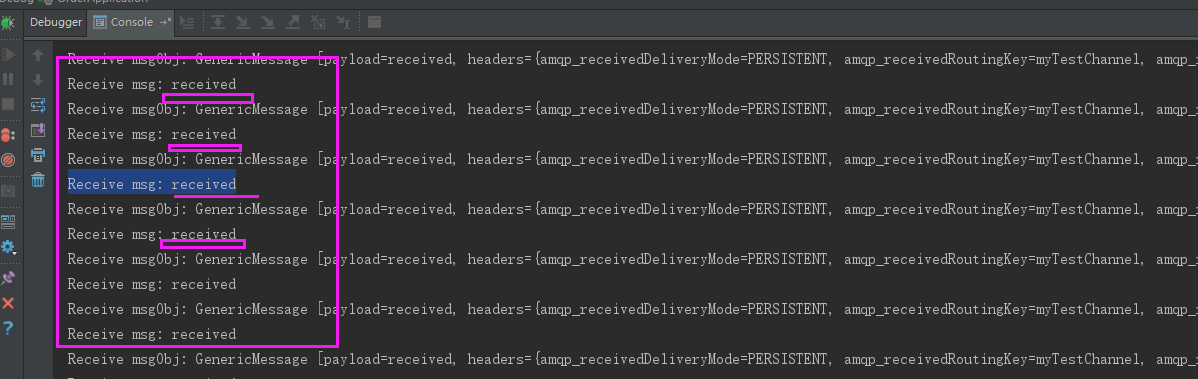 Debug OrderApplication
Debugger Console
Receive msgObj: GenericMessage [payload=received, headers={amqp_receivedDeliveryMode=PERSISTENT, amqp_receivedRoutingKey=myTestChannel, amqp_
Receive msg: received
Receive msgObj: GenericMessage [payload=received, headers={amqp_receivedDeliveryMode=PERSISTENT, amqp_receivedRoutingKey=myTestChannel, amqp_
Receive msg: received
Receive msgObj: GenericMessage [payload=received, headers={amqp_receivedDeliveryMode=PERSISTENT, amqp_receivedRoutingKey=myTestChannel, amqp_
Receive msg: received
Receive msgObj: GenericMessage [payload=received, headers={amqp_receivedDeliveryMode=PERSISTENT, amqp_receivedRoutingKey=myTestChannel, amqp_
Receive msg: received
Receive msgObj: GenericMessage [payload=received, headers={amqp_receivedDeliveryMode=PERSISTENT, amqp_receivedRoutingKey=myTestChannel, amqp_
Receive msg: received
Receive msgObj: GenericMessage [payload=received, headers={amqp_receivedDeliveryMode=PERSISTENT, amqp_receivedRoutingKey=myTestChannel, amqp_
Receive msg: received
Receive msgObj: GenericMessage [payload=received, headers={amqp_receivedDeliveryMode=PERSISTENT, amqp_receivedRoutingKey=myTestChannel, amqp_